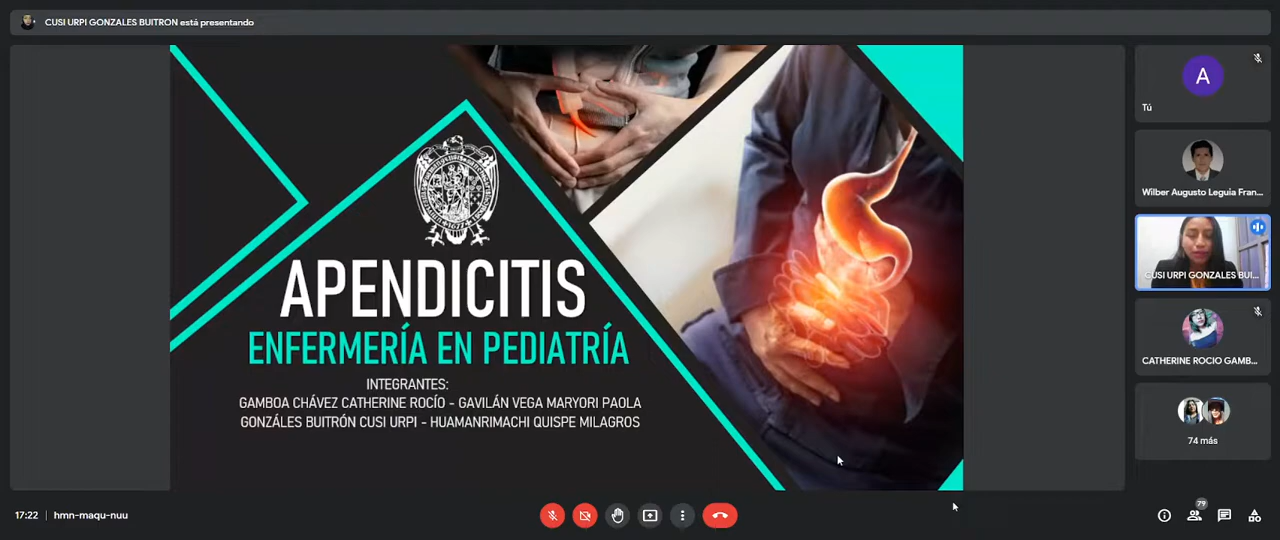 CUSI URPI GONZALES BUITRON está presentando
APENDICITIS
ENFERMERÍA EN PEDIATRÍA
INTEGRANTES:
GAMBOA CHÁVEZ CATHERINE ROCÍO - GAVILÁN VEGA MARYORI PAOLA
GONZÁLES BUITRÓN CUSI URPI - HUAMANRIMACHI QUISPE MILAGROS
A
Tú
Wilber Augusto Leguia Fran...
CUSI URPI GONZALES BUI...
CATHERINE ROCIO GAMB...
74 más
17:22 | hmn-maqu-nuu
79